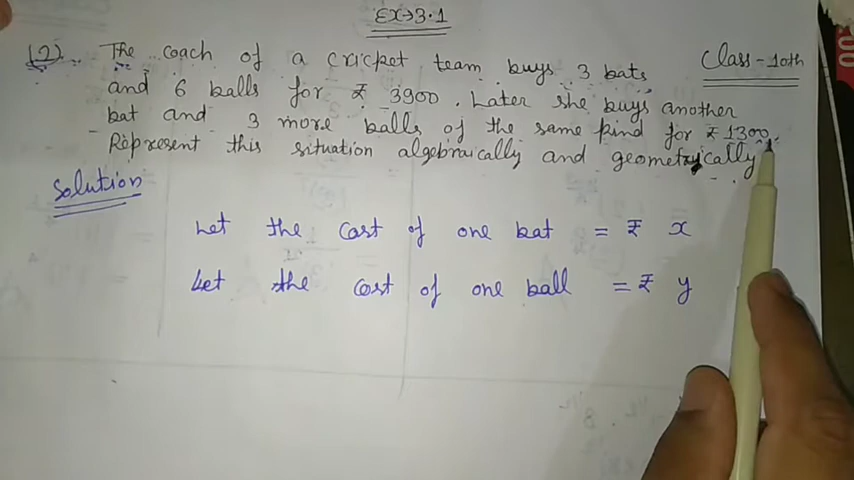 Ex→3.1
(2). The coach of a cricket team buys 3 bats
and 6 balls for ₹ 3900. Later she buys another
bat and 3 more balls of the same kind for ₹ 1300.
Represent this situation algebraically and geometrically
Class-10th
Solution
Let the cost of one bat = ₹ x
Let the cost of one ball = ₹ y